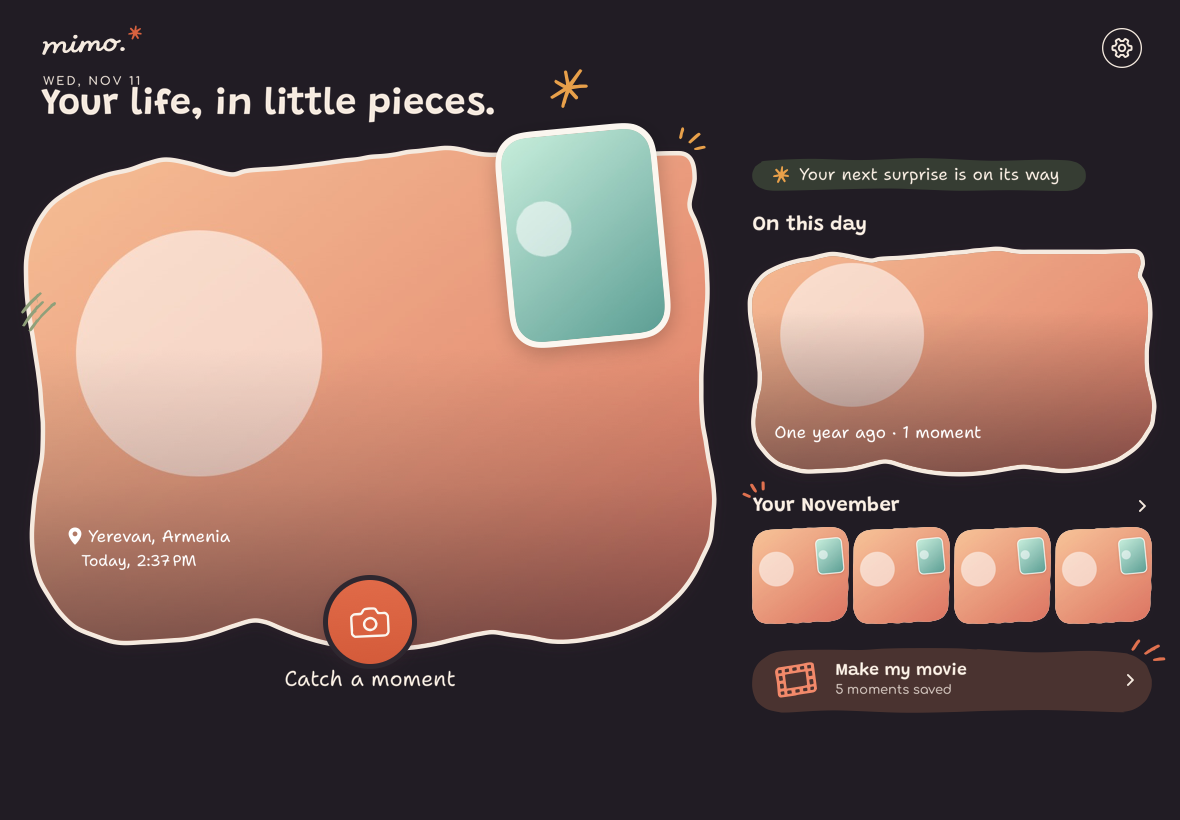 mimo.
WED, NOV 11
Your life, in little pieces.
Yerevan, Armenia
Today, 2:37 PM
Catch a moment
Your next surprise is on its way
On this day
One year ago · 1 moment
Your November
Make my movie
5 moments saved